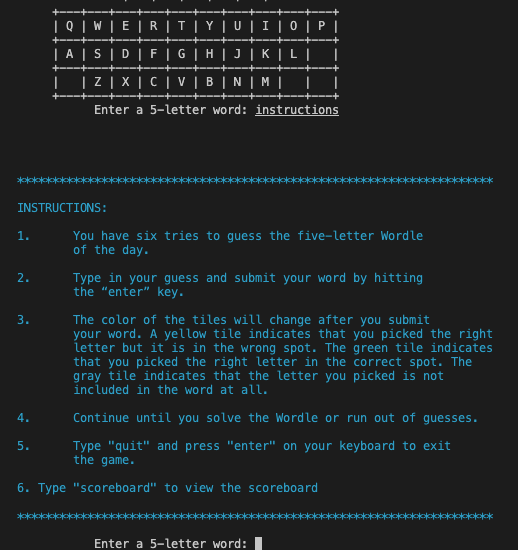 | Q | W | E | R | T | Y | U | I | O | P |
| A | S | D | F | G | H | J | K | L |   |
|   | Z | X | C | V | B | N | M |   |   |
Enter a 5-letter word: instructions
********************************************************************
INSTRUCTIONS:
1. You have six tries to guess the five-letter Wordle
of the day.
2. Type in your guess and submit your word by hitting
the “enter” key.
3. The color of the tiles will change after you submit
your word. A yellow tile indicates that you picked the right
letter but it is in the wrong spot. The green tile indicates
that you picked the right letter in the correct spot. The
gray tile indicates that the letter you picked is not
included in the word at all.
4. Continue until you solve the Wordle or run out of guesses.
5. Type "quit" and press "enter" on your keyboard to exit
the game.
6. Type "scoreboard" to view the scoreboard
********************************************************************
Enter a 5-letter word: